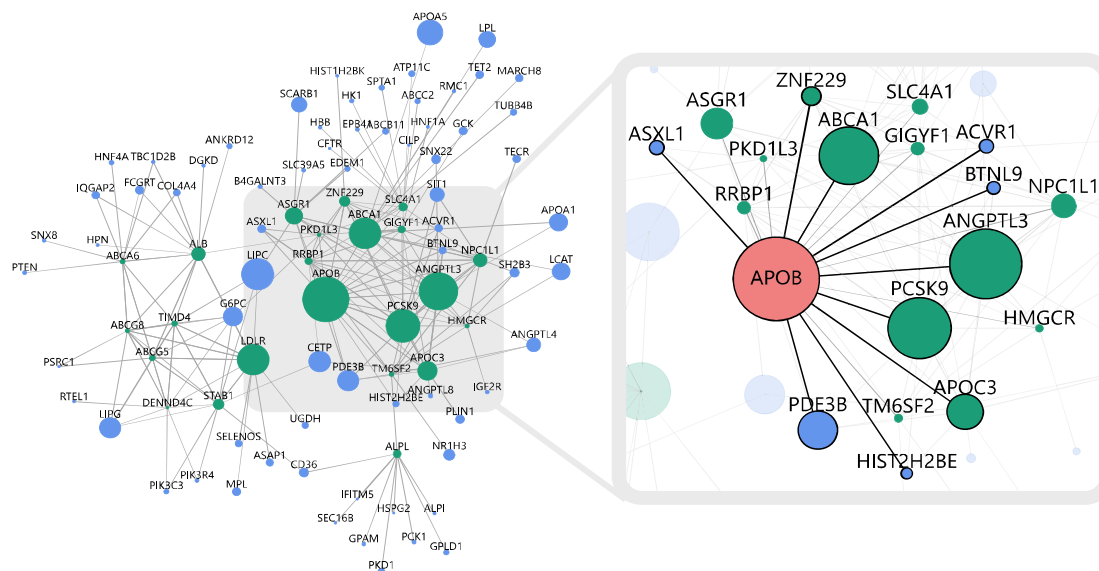 APOA5
LPL
ATP11C
TET2
HIST1H2BK
SPTA1
MARCH8
RMC1
SCARB1
HK1
ABCC2
TUBB4B
HBB
EPB41
ABCB11
HNF1A
GCK
ANKRD12
CFTR
CILP
HNF4A
TBC1D2B
DGKD
SLC39A5
EDEM1
SNX22
TECR
IQGAP2
FCGRT
COL4A4
B4GALNT3
ZNF229
SIT1
SLC4A1
ASGR1
ABCA1
APOA1
ASXL1
PKD1L3
GIGYF1
ACVR1
SNX8
HPN
ALB
BTNL9
ABCA6
LIPC
RRBP1
NPC1L1
PTEN
APOB
ANGPTL3
SH2B3
LCAT
G6PC
PCSK9
ABCG8
TIMD4
HMGCR
LDLR
ANGPTL4
ABCG5
CETP
PSRC1
PDE3B
APOC3
TM6SF2
RTEL1
DENND4C
STAB1
ANGPTL8
IGF2R
HIST2H2BE
LIPG
UGDH
PLIN1
SELENOS
ALPL
NR1H3
ASAP1
CD36
PIK3R4
PIK3C3
MPL
IFITM5
HSPG2
ALPI
SEC16B
GPAM
PCK1
GPLD1
PKD1
ZNF229
ASGR1
SLC4A1
ABCA1
ASXL1
GIGYF1
ACVR1
PKD1L3
BTNL9
RRBP1
NPC1L1
ANGPTL3
APOB
PCSK9
HMGCR
APOC3
PDE3B
TM6SF2
HIST2H2BE